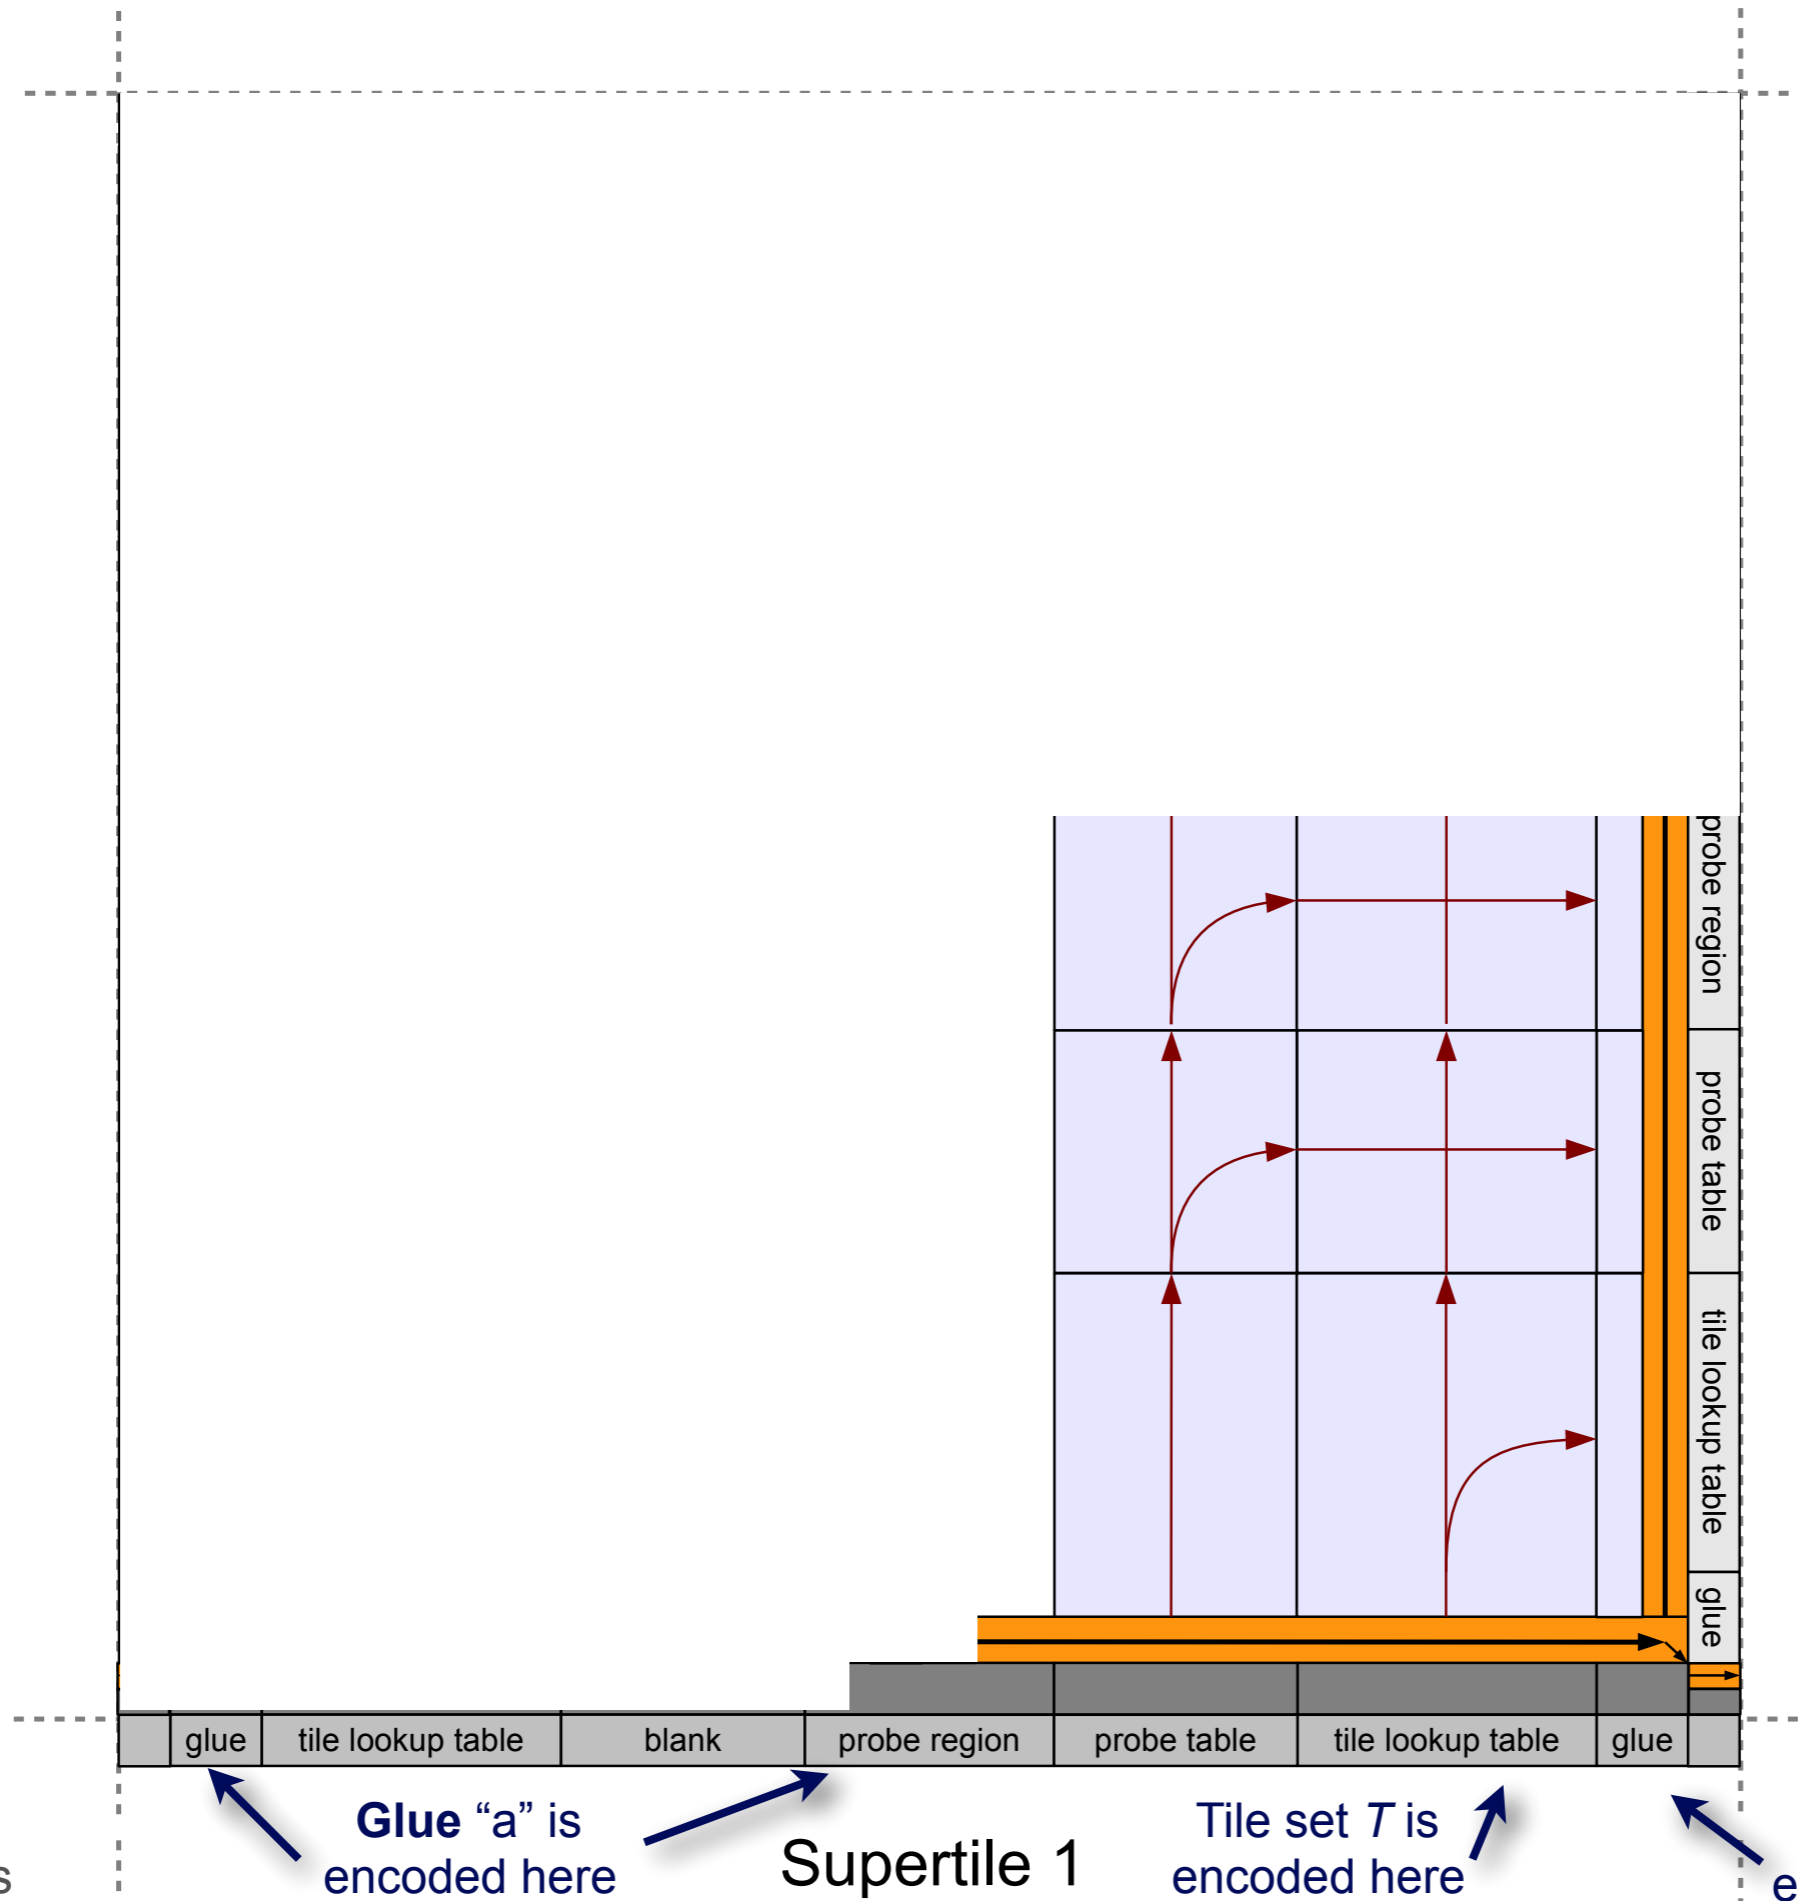 probe region
probe table
tile lookup table
glue
glue
tile lookup table
blank
probe region
probe table
tile lookup table
glue
Glue “a” is
encoded here
Supertile 1
Tile set T is
encoded here
s
e